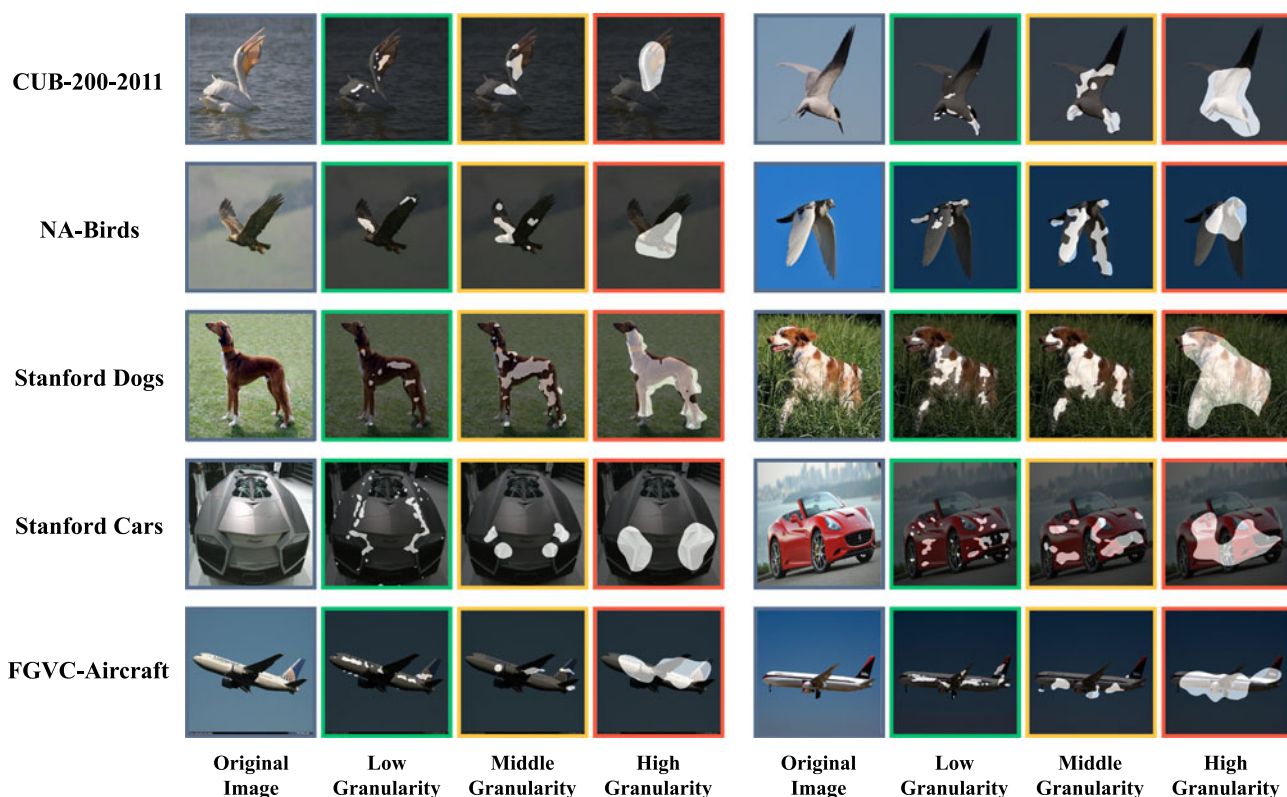 CUB-200-2011
NA-Birds
Stanford Dogs
Stanford Cars
FGVC-Aircraft
Original Image
Low Granularity
Middle Granularity
High Granularity
Original Image
Low Granularity
Middle Granularity
High Granularity